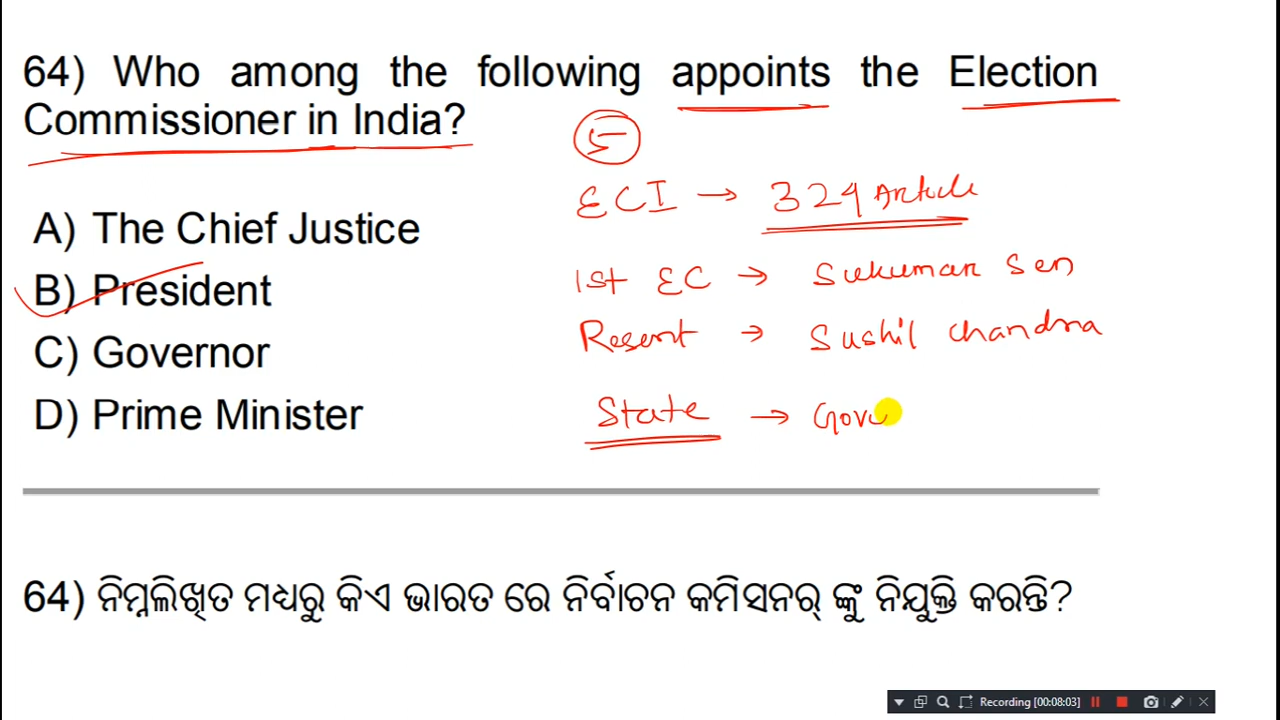 64) Who among the following appoints the Election
Commissioner in India?
5
ECI → 324 Article
A) The Chief Justice
1st EC → Sukumar Sen
B) President
Resent → Sushil Chandra
C) Governor
State → Gove
D) Prime Minister
64) ନିମ୍ନଲିଖିତ ମଧ୍ୟରୁ କିଏ ଭାରତ ରେ ନିର୍ବାଚନ କମିସନର୍ ଙ୍କୁ ନିଯୁକ୍ତି କରନ୍ତି?
Recording [00:08:03]